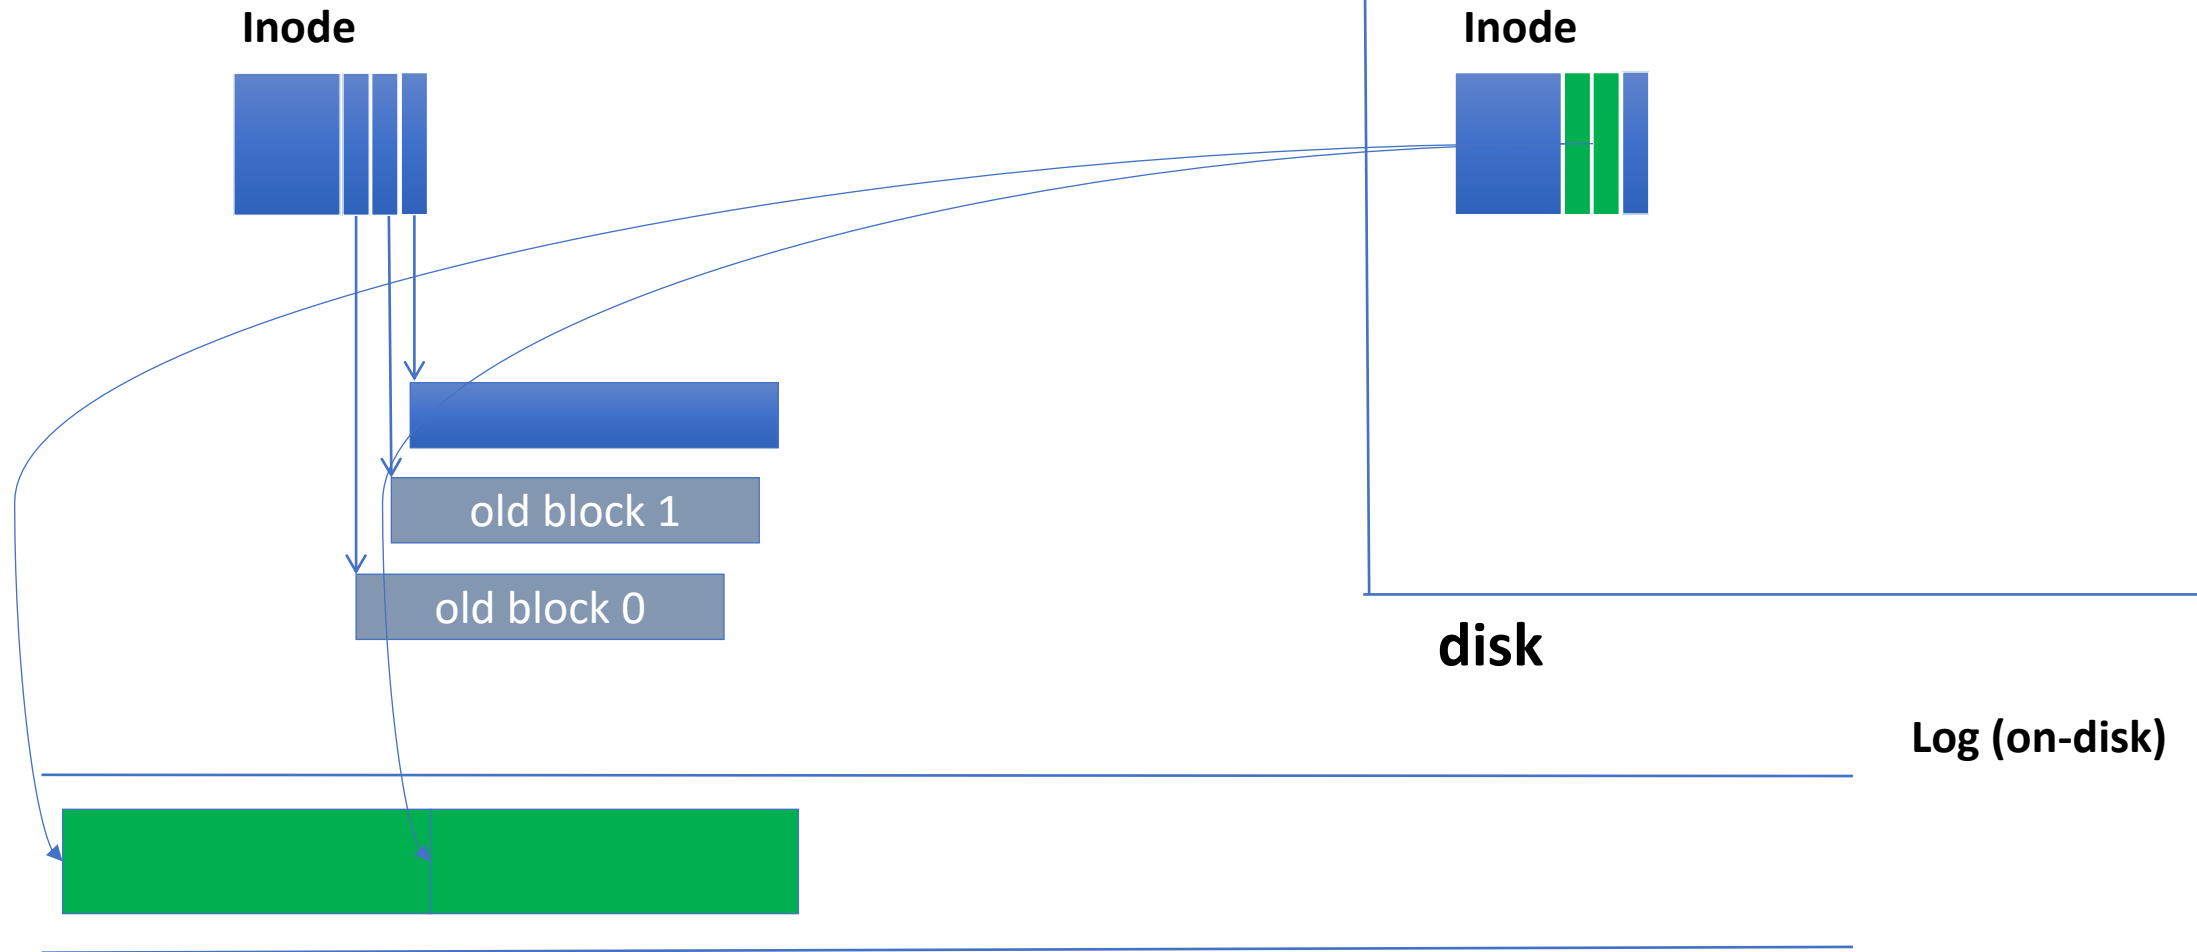 Inode
Inode
old block 1
old block 0
disk
Log (on-disk)